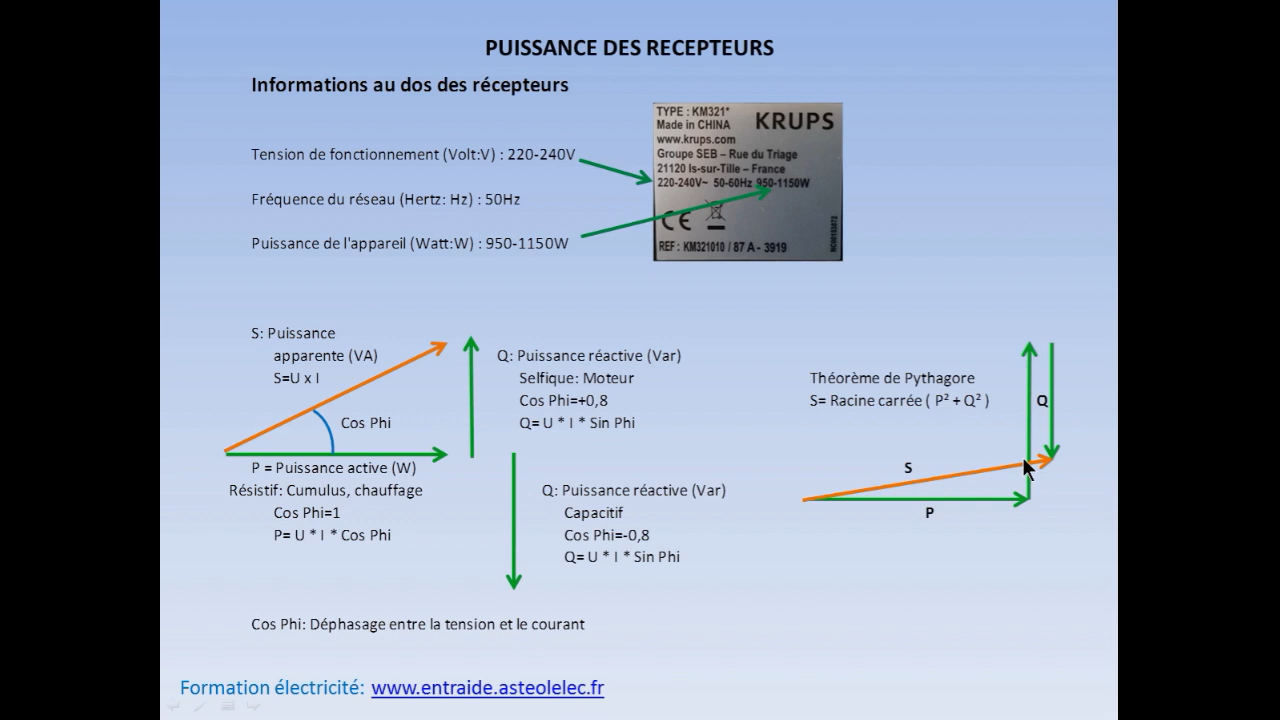 PUISSANCE DES RECEPTEURS
Informations au dos des récepteurs
Tension de fonctionnement (Volt:V) : 220-240V
Fréquence du réseau (Hertz: Hz) : 50Hz
Puissance de l'appareil (Watt:W) : 950-1150W
TYPE : KM321*
Made in CHINA
KRUPS
www.krups.com
Groupe SEB – Rue du Triage
21120 Is-sur-Tille – France
220-240V~ 50-60Hz 950-1150W
CE
REF : KM321010 / 87 A - 3919
S: Puissance
apparente (VA)
S=U x I
Cos Phi
P = Puissance active (W)
Résistif: Cumulus, chauffage
Cos Phi=1
P= U * I * Cos Phi
Q: Puissance réactive (Var)
Selfique: Moteur
Cos Phi=+0,8
Q= U * I * Sin Phi
Q: Puissance réactive (Var)
Capacitif
Cos Phi=-0,8
Q= U * I * Sin Phi
Théorème de Pythagore
S= Racine carrée ( P² + Q² )
Q
S
P
Cos Phi: Déphasage entre la tension et le courant
Formation électricité: www.entraide.asteolelec.fr